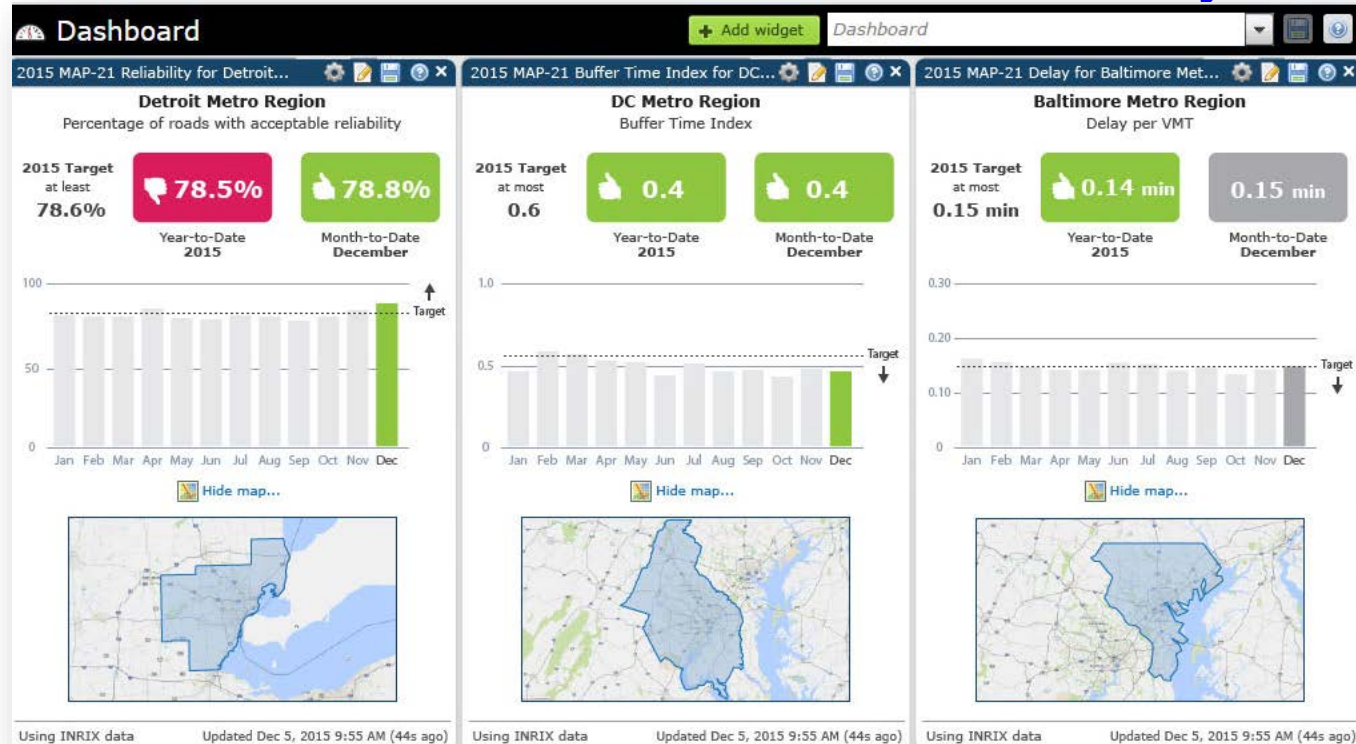 Dashboard
Add widget
Dashboard
2015 MAP-21 Reliability for Detroit...
Detroit Metro Region
Percentage of roads with acceptable reliability
2015 Target
at least
78.6%
78.5%
78.8%
Year-to-Date
2015
Month-to-Date
December
100
50
0
Target
Jan Feb Mar Apr May Jun Jul Aug Sep Oct Nov Dec
Hide map...
Using INRIX data
Updated Dec 5, 2015 9:55 AM (44s ago)
2015 MAP-21 Buffer Time Index for DC...
DC Metro Region
Buffer Time Index
2015 Target
at most
0.6
0.4
0.4
Year-to-Date
2015
Month-to-Date
December
1.0
0.5
0
Target
Jan Feb Mar Apr May Jun Jul Aug Sep Oct Nov Dec
Hide map...
Using INRIX data
Updated Dec 5, 2015 9:55 AM (44s ago)
2015 MAP-21 Delay for Baltimore Met...
Baltimore Metro Region
Delay per VMT
2015 Target
at most
0.15 min
0.14 min
0.15 min
Year-to-Date
2015
Month-to-Date
December
0.30
0.20
0.10
0
Target
Jan Feb Mar Apr May Jun Jul Aug Sep Oct Nov Dec
Hide map...
Using INRIX data
Updated Dec 5, 2015 9:55 AM (44s ago)